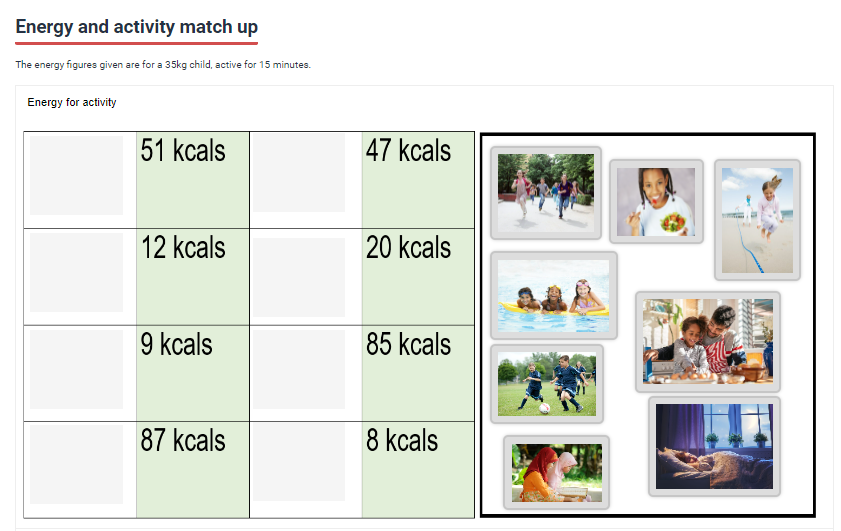 Energy and activity match up
The energy figures given are for a 35kg child, active for 15 minutes.
Energy for activity
51 kcals
47 kcals
12 kcals
20 kcals
9 kcals
85 kcals
87 kcals
8 kcals